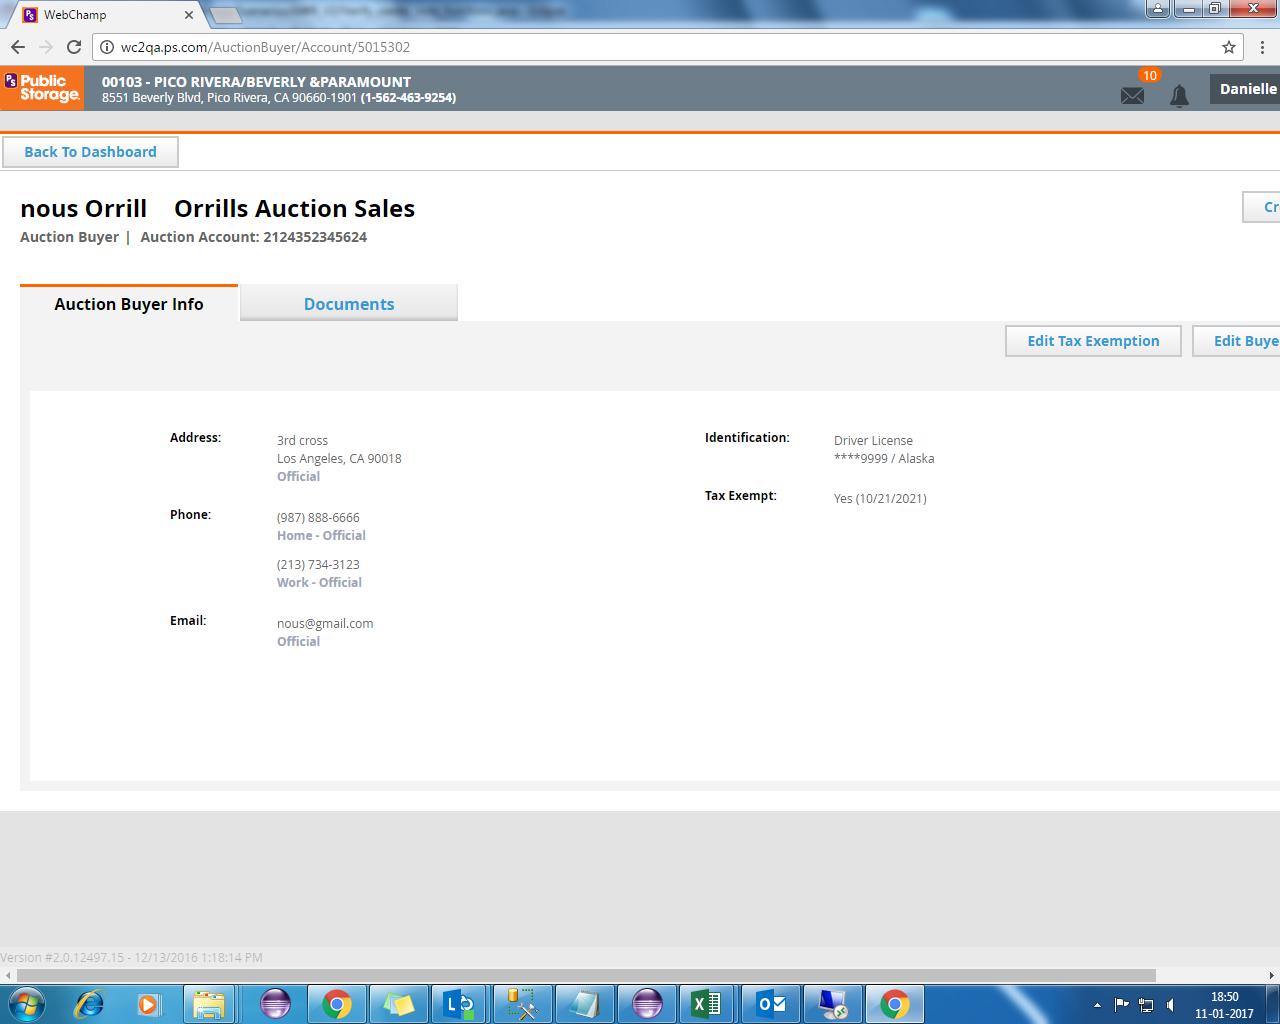 WebChamp
wc2qa.ps.com/AuctionBuyer/Account/5015302
PS Public Storage.
00103 - PICO RIVERA/BEVERLY &PARAMOUNT
8551 Beverly Blvd, Pico Rivera, CA 90660-1901 (1-562-463-9254)
10
Danielle
Back To Dashboard
nous Orrill Orrills Auction Sales
Cr
Auction Buyer | Auction Account: 2124352345624
Auction Buyer Info
Documents
Edit Tax Exemption
Edit Buye
Address:
3rd cross
Los Angeles, CA 90018
Official
Phone:
(987) 888-6666
Home - Official
(213) 734-3123
Work - Official
Email:
nous@gmail.com
Official
Identification:
Driver License
****9999 / Alaska
Tax Exempt:
Yes (10/21/2021)
Version #2.0.12497.15 - 12/13/2016 1:18:14 PM
18:50
11-01-2017